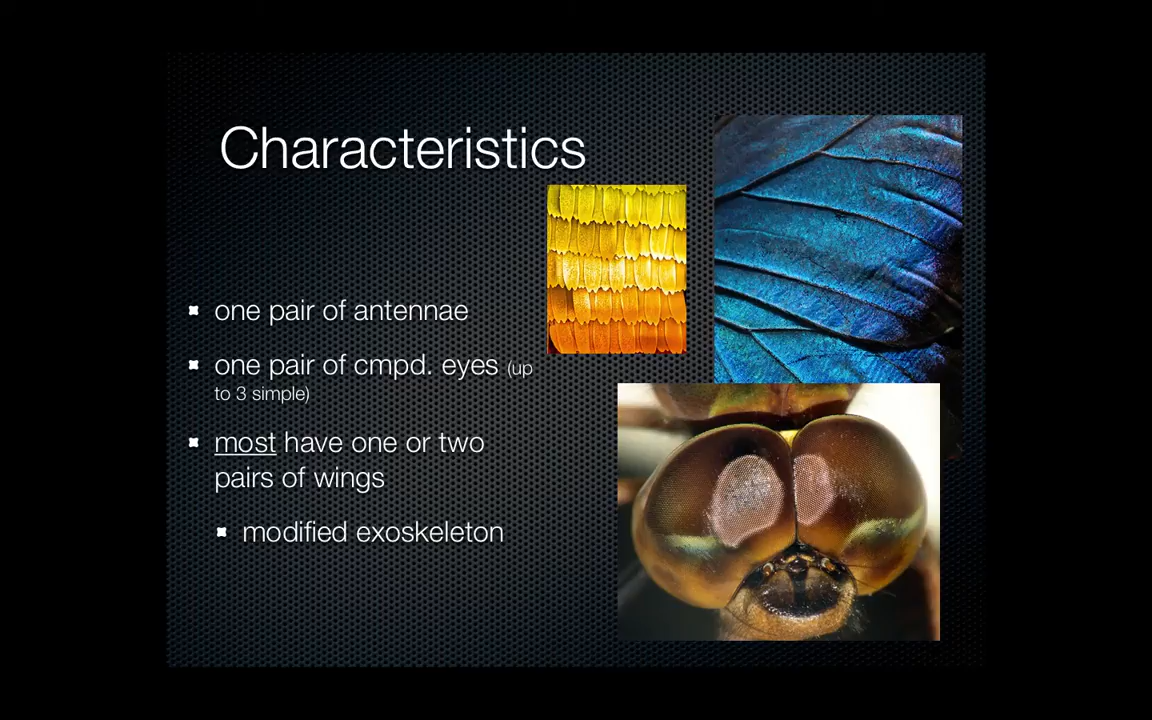 Characteristics
one pair of antennae
one pair of cmpd. eyes (up
to 3 simple)
most have one or two
pairs of wings
modified exoskeleton